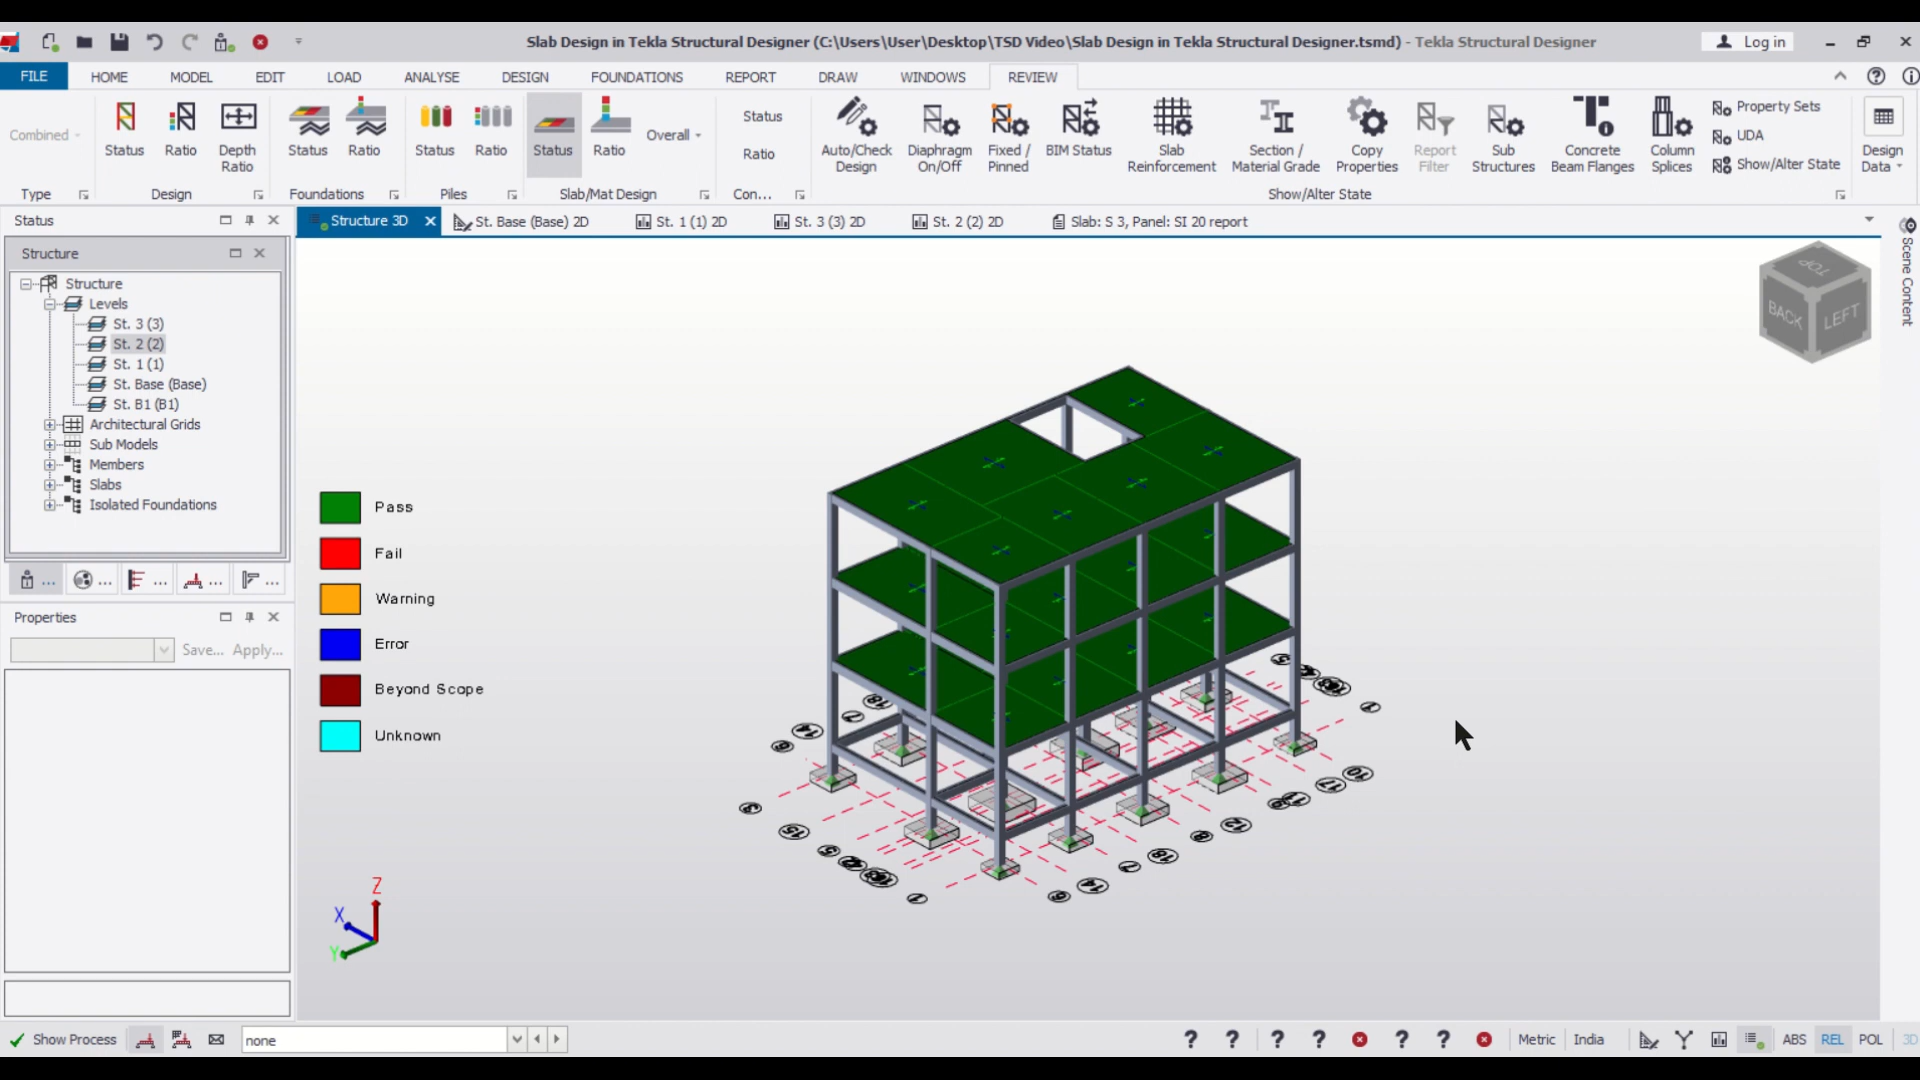 Slab Design in Tekla Structural Designer (C:\Users\User\Desktop\TSD Video\Slab Design in Tekla Structural Designer.tsmd) - Tekla Structural Designer
Log in
FILE HOME MODEL EDIT LOAD ANALYSE DESIGN FOUNDATIONS REPORT DRAW WINDOWS REVIEW
Combined
Status
Ratio
Depth Ratio
Status
Ratio
Status
Ratio
Status
Ratio
Overall
Status
Ratio
Auto/Check Design
Diaphragm On/Off
Fixed / Pinned
BIM Status
Slab Reinforcement
Section / Material Grade
Copy Properties
Report Filter
Sub Structures
Concrete Beam Flanges
Column Splices
Property Sets
UDA
Show/Alter State
Design Data
Type Design Foundations Piles Slab/Mat Design Con... Show/Alter State
Status
Structure 3D St. Base (Base) 2D St. 1 (1) 2D St. 3 (3) 2D St. 2 (2) 2D Slab: S 3, Panel: SI 20 report
Scene Content
Structure
Structure
Levels
St. 3 (3)
St. 2 (2)
St. 1 (1)
St. Base (Base)
St. B1 (B1)
Architectural Grids
Sub Models
Members
Slabs
Isolated Foundations
Properties
Save... Apply...
TOP
BACK
LEFT
Pass
Fail
Warning
Error
Beyond Scope
Unknown
Z
X
Y
Show Process
none
Metric India ABS REL POL 3D